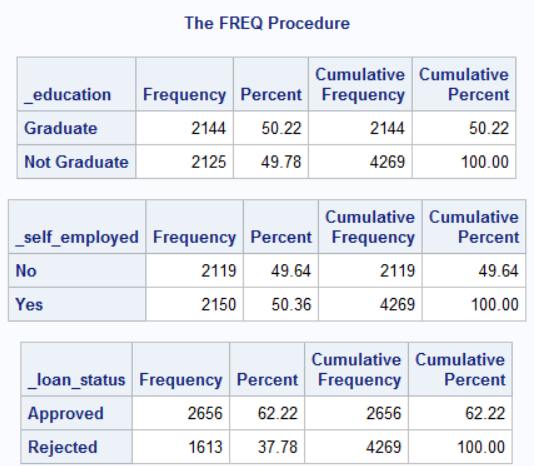 The FREQ Procedure
_education Frequency Percent Cumulative Frequency Cumulative Percent
Graduate 2144 50.22 2144 50.22
Not Graduate 2125 49.78 4269 100.00
_self_employed Frequency Percent Cumulative Frequency Cumulative Percent
No 2119 49.64 2119 49.64
Yes 2150 50.36 4269 100.00
_loan_status Frequency Percent Cumulative Frequency Cumulative Percent
Approved 2656 62.22 2656 62.22
Rejected 1613 37.78 4269 100.00